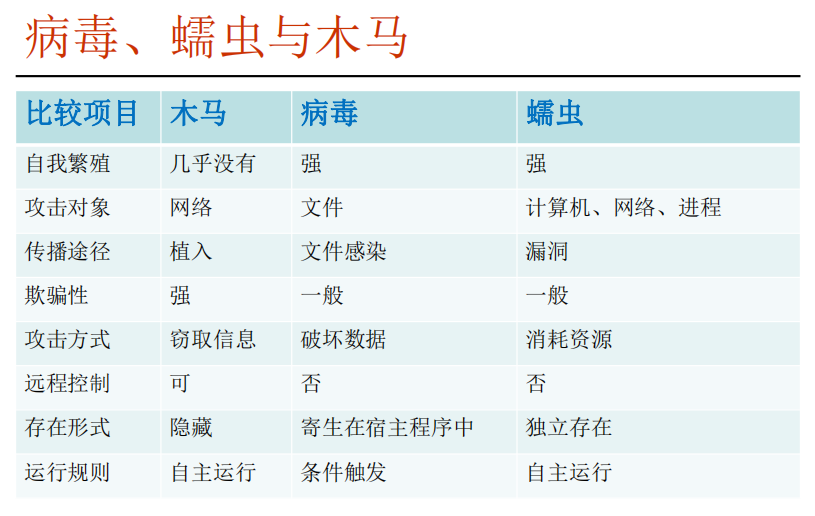 病毒、蠕虫与木马
比较项目 木马 病毒 蠕虫
自我繁殖 几乎没有 强 强
攻击对象 网络 文件 计算机、网络、进程
传播途径 植入 文件感染 漏洞
欺骗性 强 一般 一般
攻击方式 窃取信息 破坏数据 消耗资源
远程控制 可 否 否
存在形式 隐藏 寄生在宿主程序中 独立存在
运行规则 自主运行 条件触发 自主运行